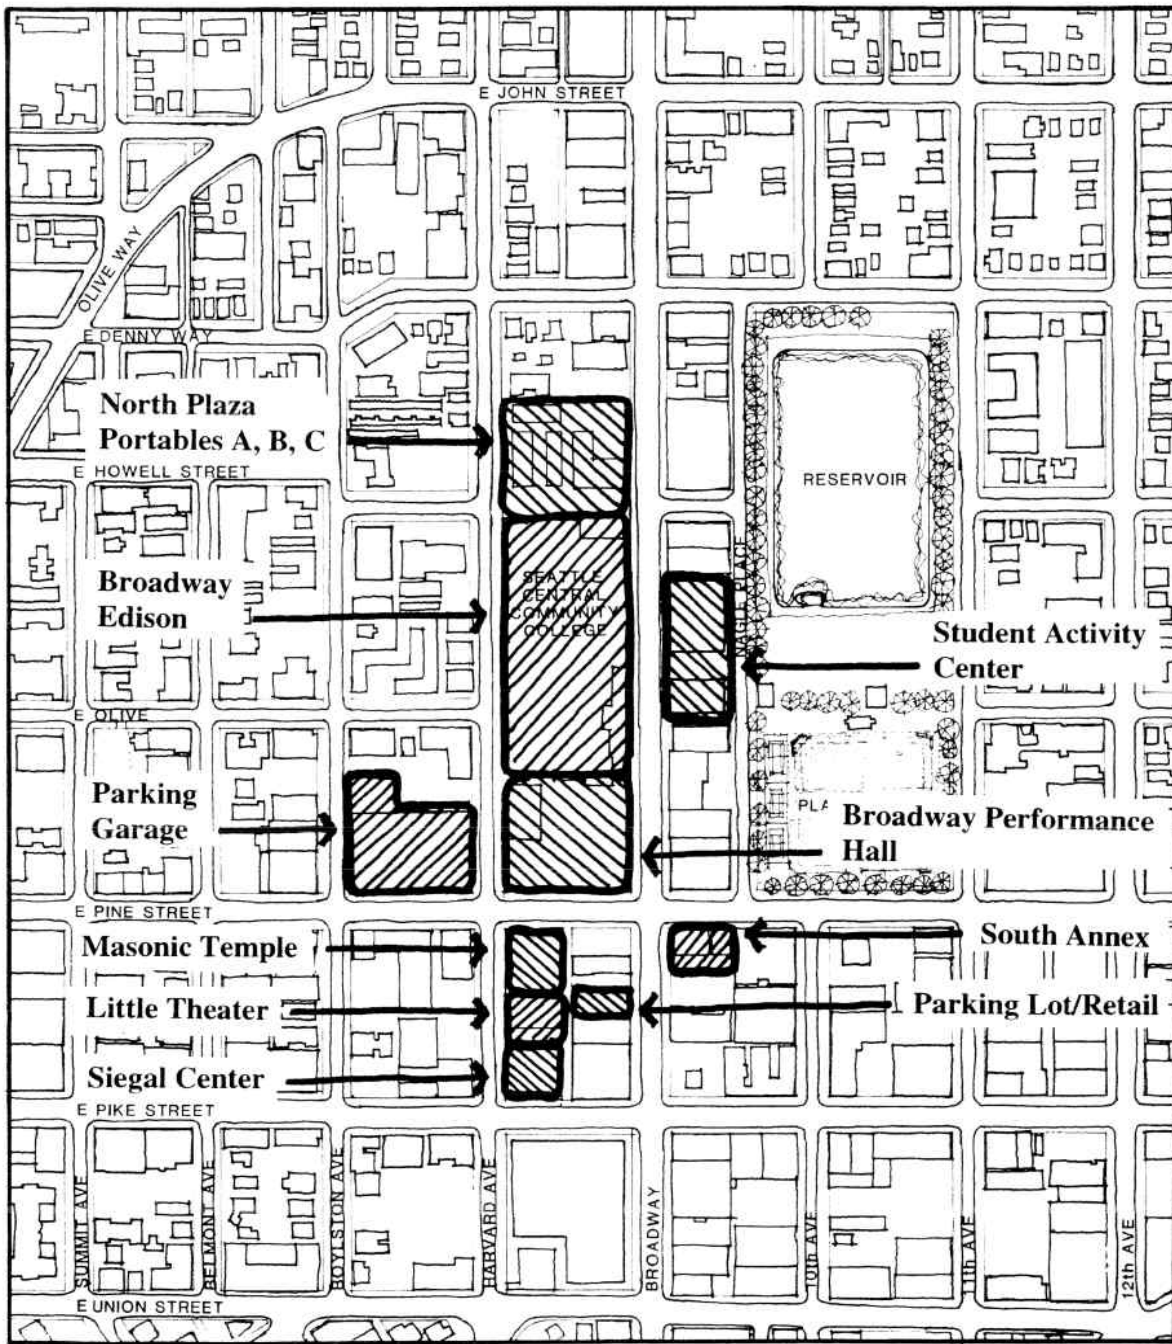 E JOHN STREET
OLIVE WAY
E DENNY WAY
North Plaza
Portables A, B, C
E HOWELL STREET
RESERVOIR
NAGLE PLACE
Broadway
Edison
SEATTLE
CENTRAL
COMMUNITY
COLLEGE
Student Activity
Center
E OLIVE
Parking
Garage
PLA
Broadway Performance
Hall
E PINE STREET
Masonic Temple
South Annex
Little Theater
Parking Lot/Retail
Siegal Center
E PIKE STREET
SUMMIT AVE
BELMONT AVE
BOYLSTON AVE
HARVARD AVE
BROADWAY
10th AVE
11th AVE
12th AVE
E UNION STREET